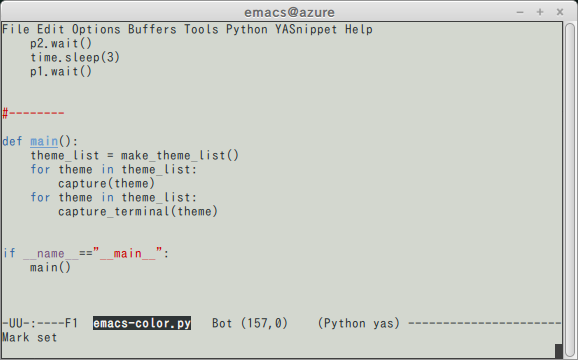 emacs@azure
File Edit Options Buffers Tools Python YASnippet Help
    p2.wait()
    time.sleep(3)
    p1.wait()
#--------
def main():
    theme_list = make_theme_list()
    for theme in theme_list:
        capture(theme)
    for theme in theme_list:
        capture_terminal(theme)
if __name__=="__main__":
    main()
-UU-:----F1  emacs-color.py   Bot (157,0)    (Python yas) ----------------------
Mark set